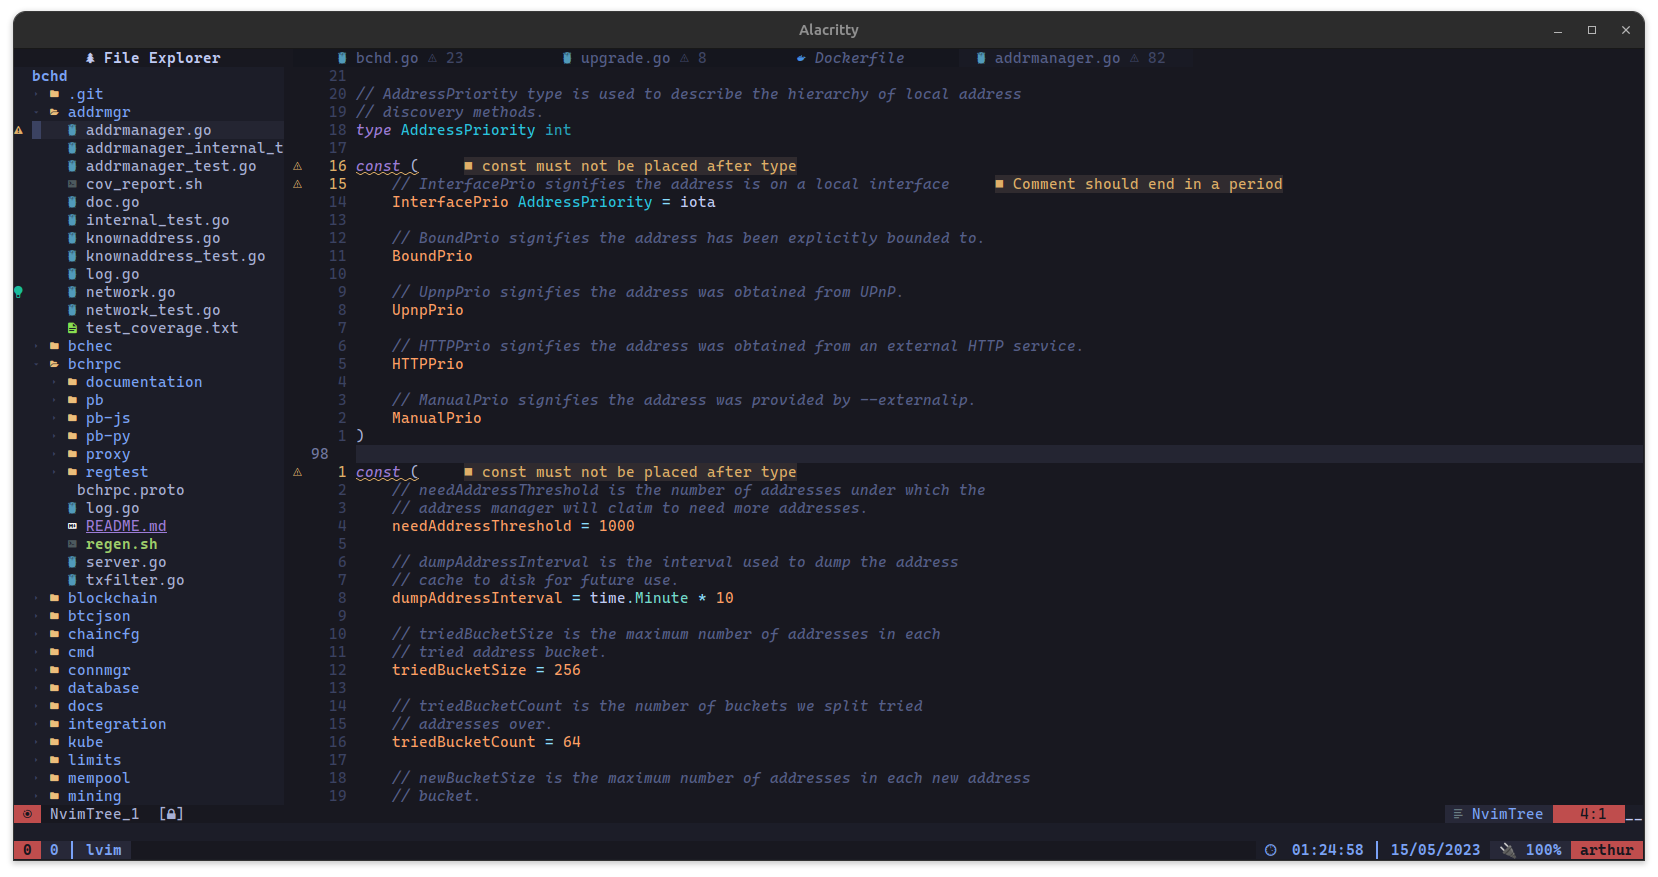 Alacritty
File Explorer
bchd.go 23
upgrade.go 8
Dockerfile
addrmanager.go 82
bchd
.git
addrmgr
addrmanager.go
addrmanager_internal_t
addrmanager_test.go
cov_report.sh
doc.go
internal_test.go
knownaddress.go
knownaddress_test.go
log.go
network.go
network_test.go
test_coverage.txt
bchec
bchrpc
documentation
pb
pb-js
pb-py
proxy
regtest
bchrpc.proto
log.go
README.md
regen.sh
server.go
txfilter.go
blockchain
btcjson
chaincfg
cmd
connmgr
database
docs
integration
kube
limits
mempool
mining
21
20 // AddressPriority type is used to describe the hierarchy of local address
19 // discovery methods.
18 type AddressPriority int
17
16 const ( ■ const must not be placed after type
15 // InterfacePrio signifies the address is on a local interface ■ Comment should end in a period
14 InterfacePrio AddressPriority = iota
13
12 // BoundPrio signifies the address has been explicitly bounded to.
11 BoundPrio
10
9 // UpnpPrio signifies the address was obtained from UPnP.
8 UpnpPrio
7
6 // HTTPPrio signifies the address was obtained from an external HTTP service.
5 HTTPPrio
4
3 // ManualPrio signifies the address was provided by --externalip.
2 ManualPrio
1 )
98
1 const ( ■ const must not be placed after type
2 // needAddressThreshold is the number of addresses under which the
3 // address manager will claim to need more addresses.
4 needAddressThreshold = 1000
5
6 // dumpAddressInterval is the interval used to dump the address
7 // cache to disk for future use.
8 dumpAddressInterval = time.Minute * 10
9
10 // triedBucketSize is the maximum number of addresses in each
11 // tried address bucket.
12 triedBucketSize = 256
13
14 // triedBucketCount is the number of buckets we split tried
15 // addresses over.
16 triedBucketCount = 64
17
18 // newBucketSize is the maximum number of addresses in each new address
19 // bucket.
NvimTree_1 [🔒]
NvimTree 4:1 __
0 0 | lvim
01:24:58 | 15/05/2023 100% arthur